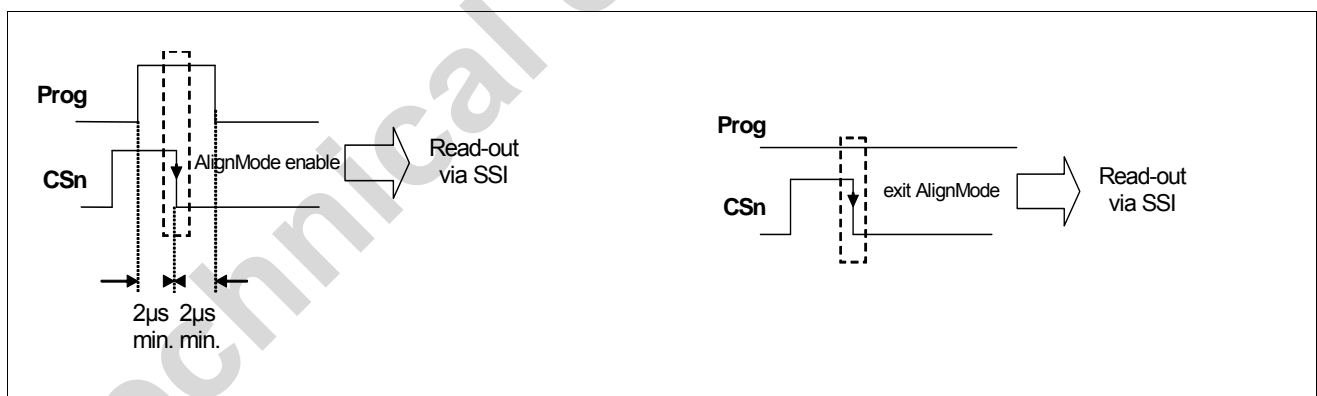 Prog
CSn
AlignMode enable
Read-out
via SSI
2µs 2µs
min. min.
Prog
CSn
exit AlignMode
Read-out
via SSI